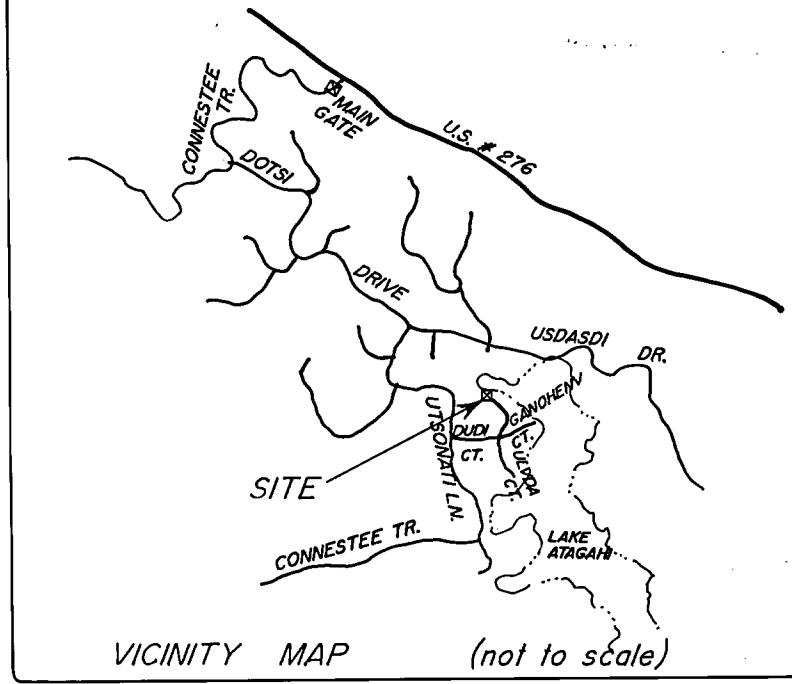 CONNESTEE
TR.
MAIN
GATE
U.S. # 276
DOTSI
DRIVE
USDASDI
DR.
GANOHENV
CT.
DUDI
CT.
ULDDA
CT.
UTSONATI LN.
SITE
CONNESTEE TR.
LAKE
ATAGAHI
VICINITY MAP (not to scale)